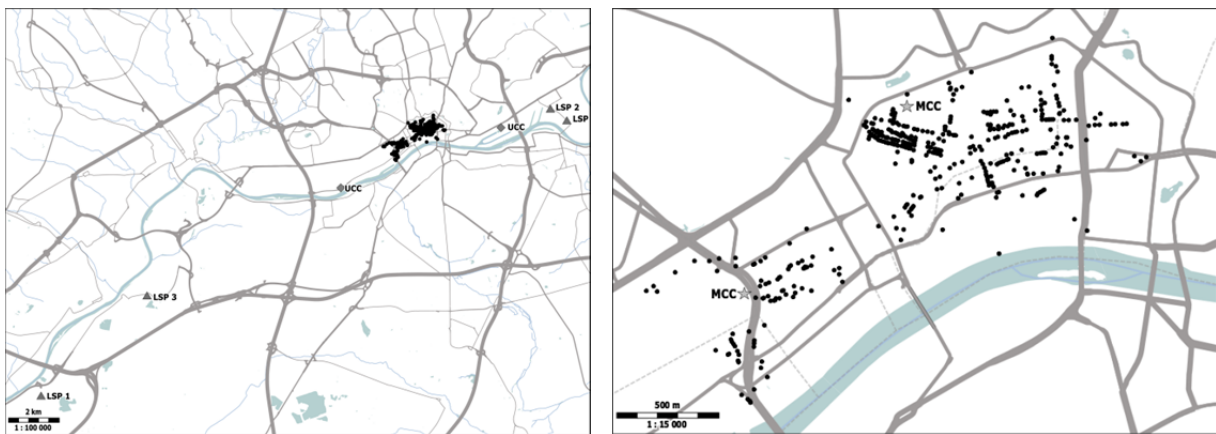 LSP 2
LSP
UCC
UCC
LSP 3
LSP 1
2 km
1 : 100 000
MCC
MCC
500 m
1 : 15 000